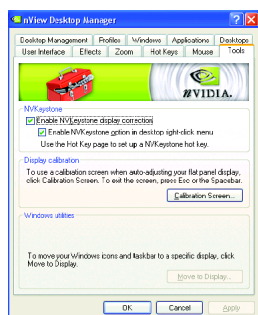 nView Desktop Manager
Desktop Management Profiles Windows Applications Desktops
User Interface Effects Zoom Hot Keys Mouse Tools
NVIDIA.
NVKeystone
Enable NVKeystone display correction
Enable NVKeystone option in desktop right-click menu
Use the Hot Key page to set up a NVKeystone hot key.
Display calibration
To use a calibration screen when auto-adjusting your flat panel display,
click Calibration Screen. To exit the screen, press Esc or the Spacebar.
Calibration Screen...
Windows utilities
To move your Windows icons and taskbar to a specific display, click
Move to Display.
Move to Display...
OK Cancel Apply